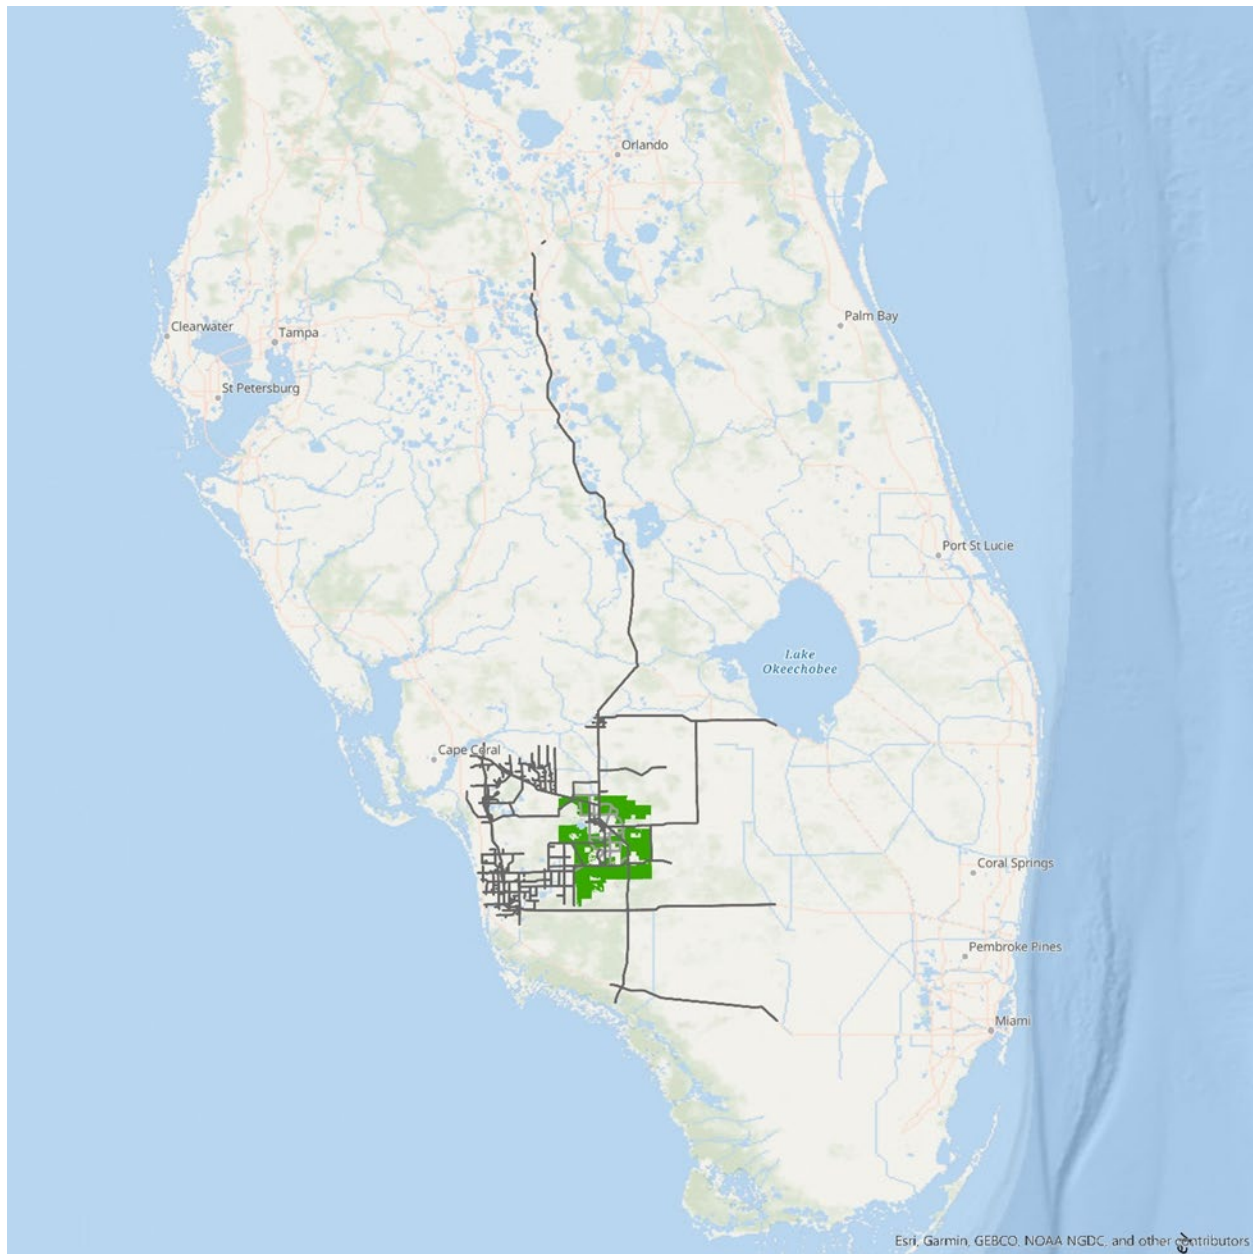 Orlando
Palm Bay
Clearwater
Tampa
St Petersburg
Port St Lucie
Lake
Okeechobee
Cape Coral
Coral Springs
Pembroke Pines
Miami
Esri, Garmin, GEBCO, NOAA NGDC, and other contributors